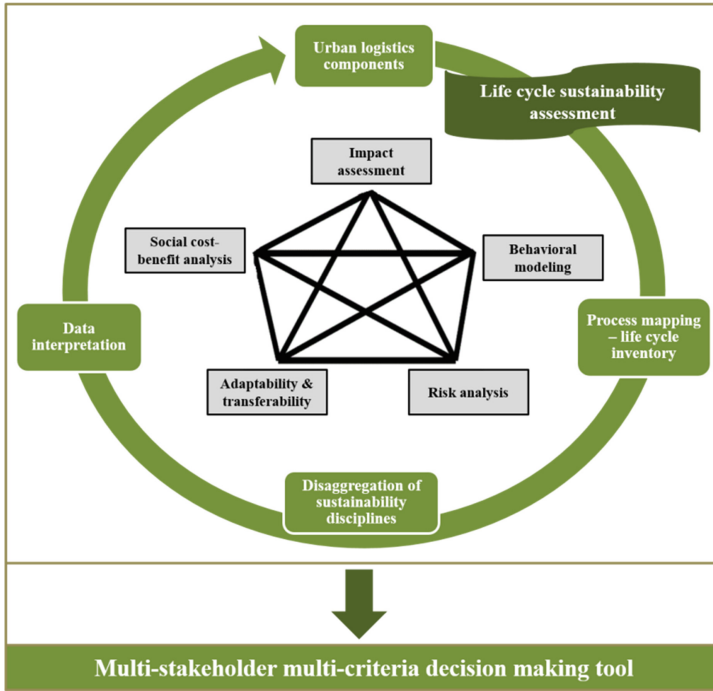 Urban logistics
components
Life cycle sustainability
assessment
Impact
assessment
Social cost-
benefit analysis
Behavioral
modeling
Data
interpretation
Process mapping
– life cycle
inventory
Adaptability &
transferability
Risk analysis
Disaggregation of
sustainability
disciplines
Multi-stakeholder multi-criteria decision making tool